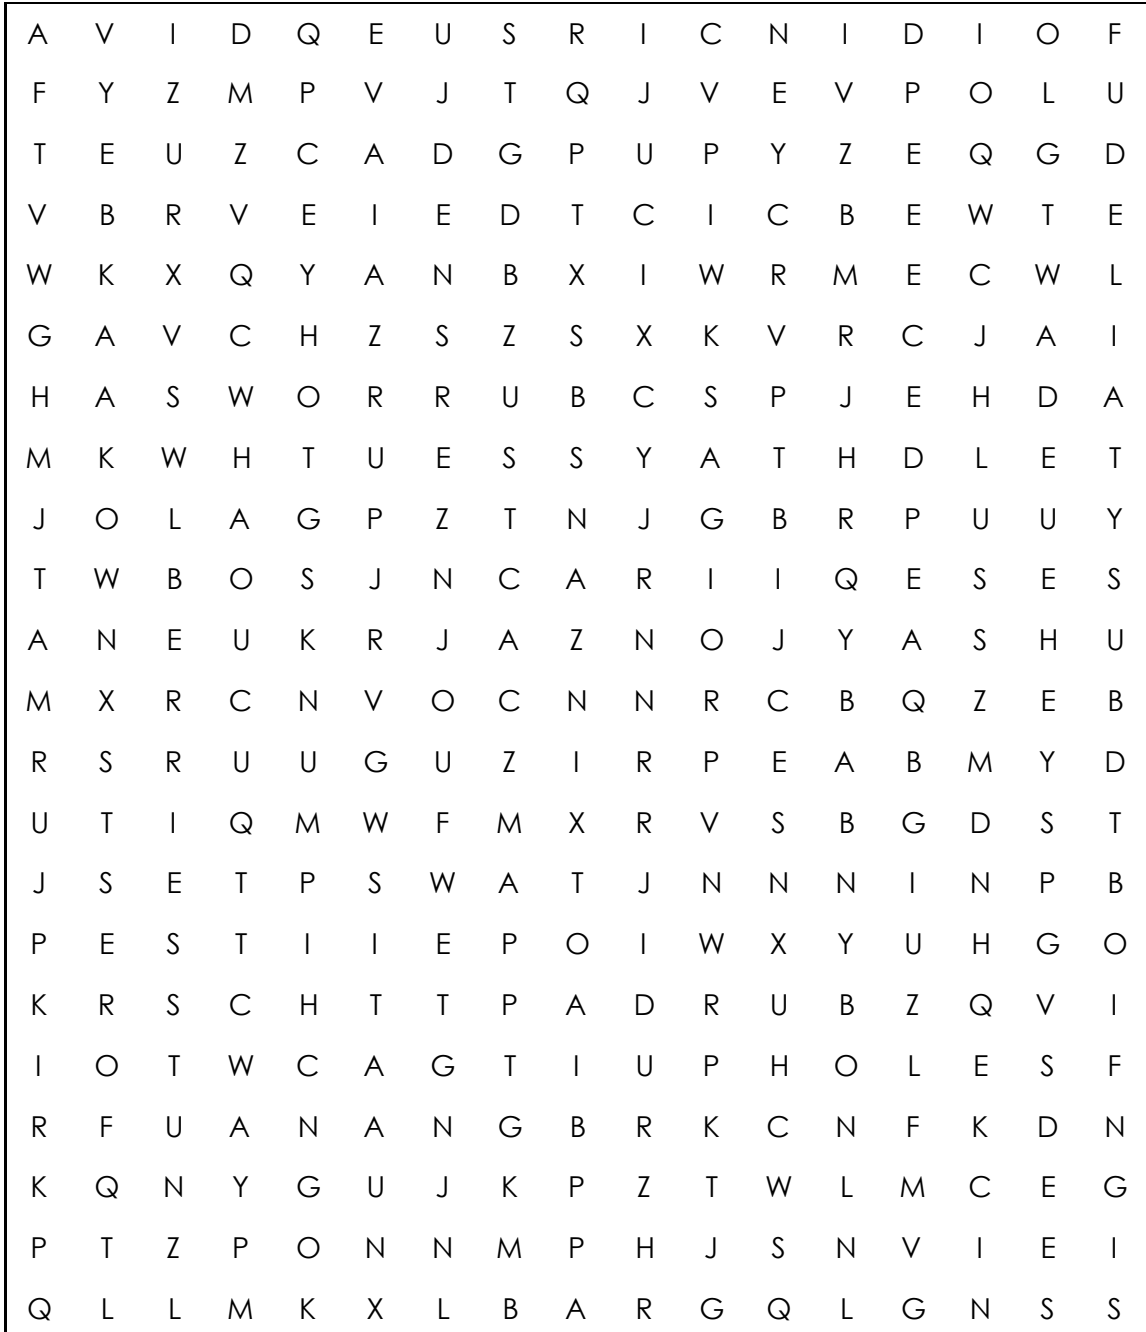 A V I D Q E U S R I C N I D I O F
F Y Z M P V J T Q J V E V P O L U
T E U Z C A D G P U P Y Z E Q G D
V B R V E I E D T C I C B E W T E
W K X Q Y A N B X I W R M E C W L
G A V C H Z S Z S X K V R C J A I
H A S W O R R U B C S P J E H D A
M K W H T U E S S Y A T H D L E T
J O L A G P Z T N J G B R P U U Y
T W B O S J N C A R I I Q E S E S
A N E U K R J A Z N O J Y A S H U
M X R C N V O C N N R C B Q Z E B
R S R U U G U Z I R P E A B M Y D
U T I Q M W F M X R V S B G D S T
J S E T P S W A T J N N N I N P B
P E S T I I E P O I W X Y U H G O
K R S C H T T P A D R U B Z Q V I
I O T W C A G T I U P H O L E S F
R F U A N A N G B R K C N F K D N
K Q N Y G U J K P Z T W L M C E G
P T Z P O N N M P H J S N V I E I
Q L L M K X L B A R G Q L G N S S